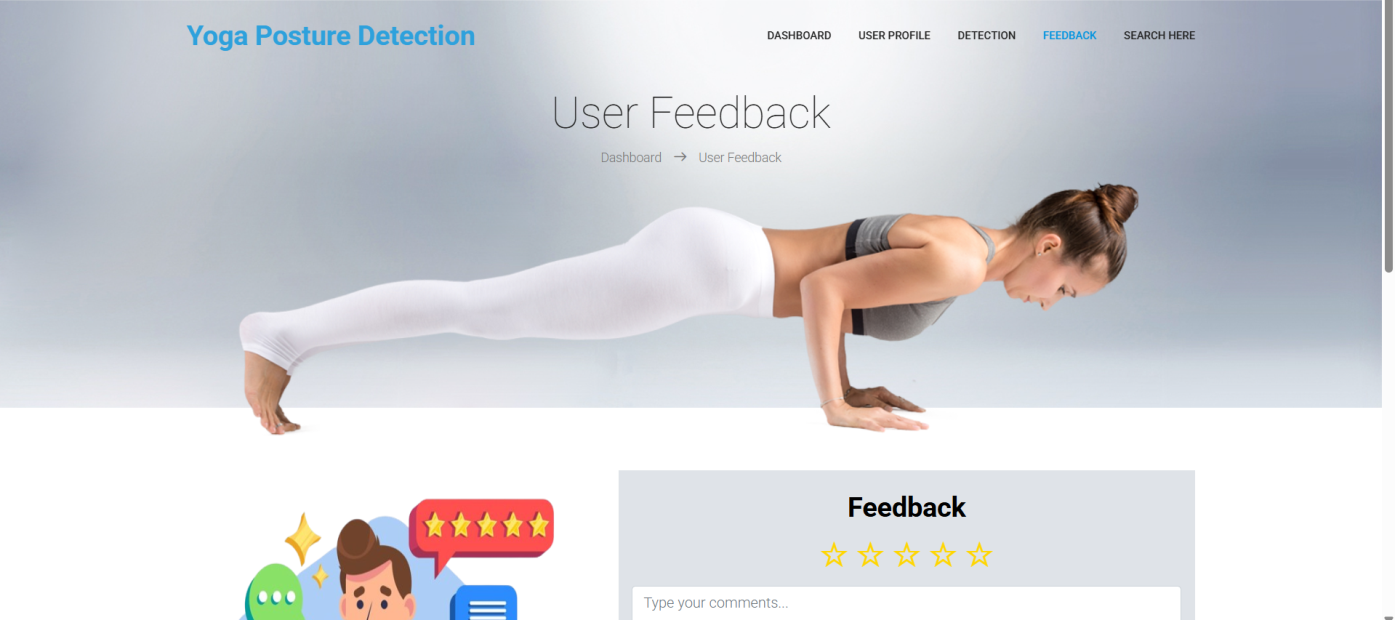 Yoga Posture Detection
DASHBOARD USER PROFILE DETECTION FEEDBACK SEARCH HERE
User Feedback
Dashboard → User Feedback
Feedback
Type your comments...